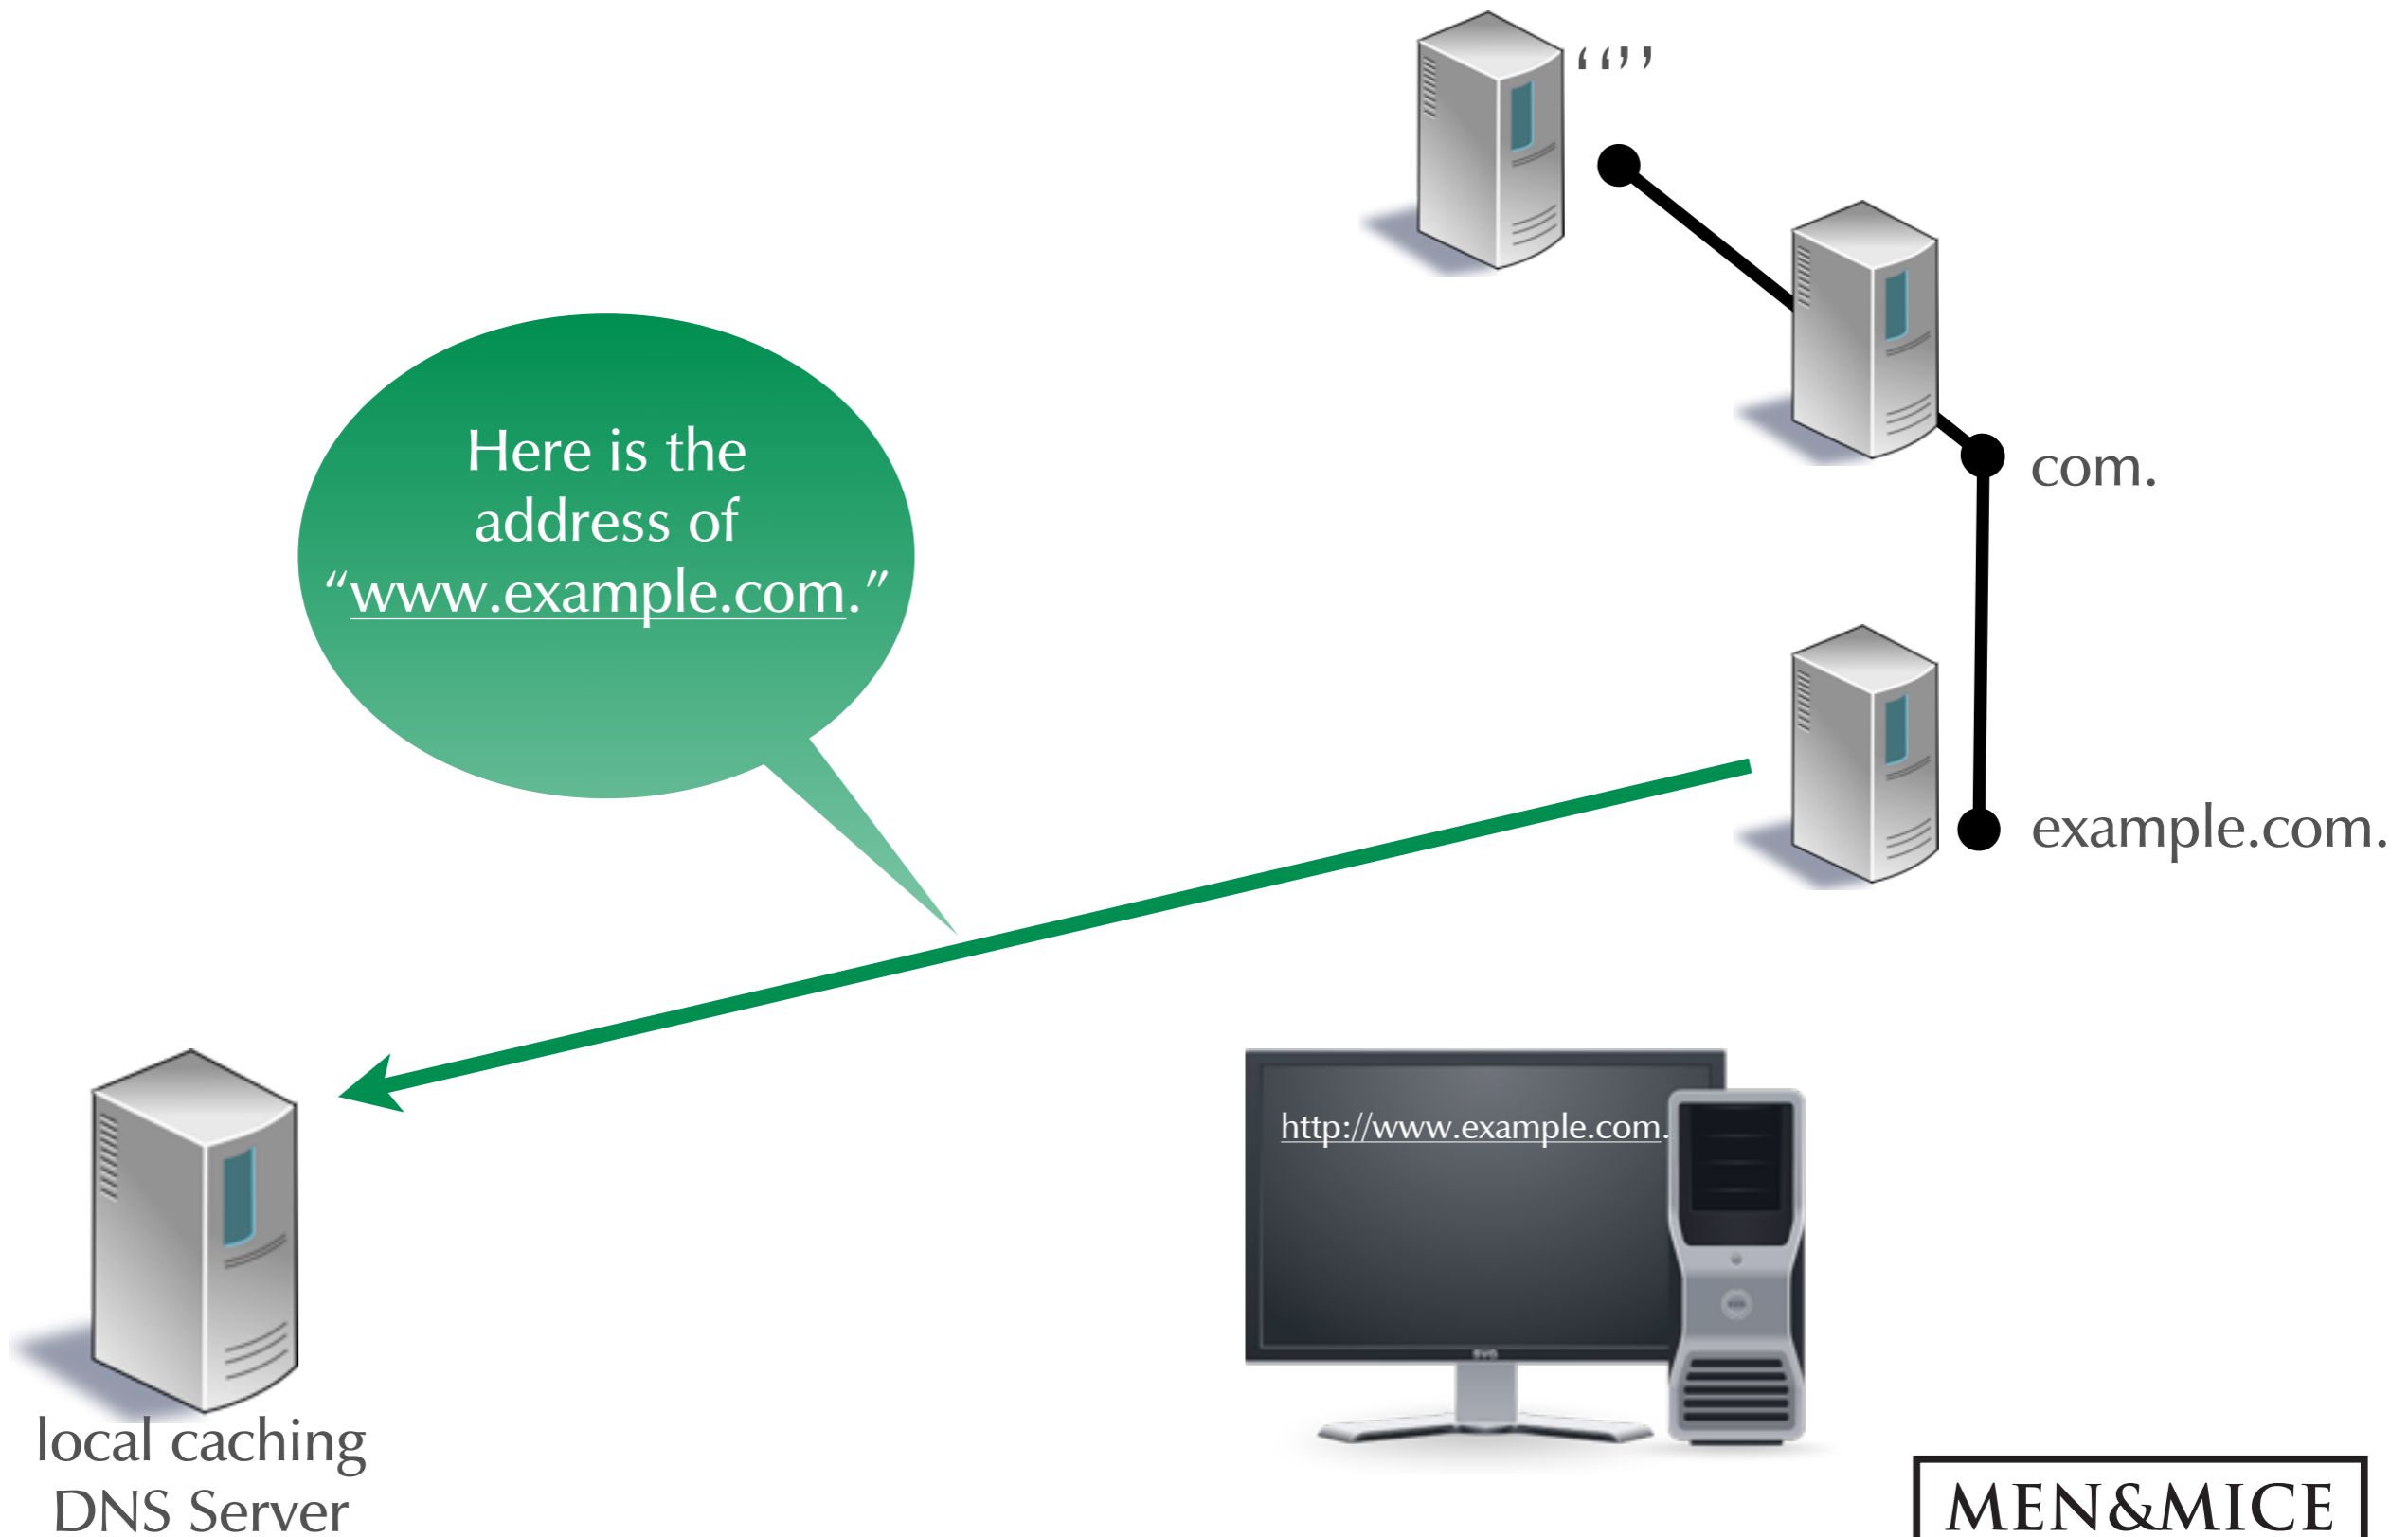 “”
com.
Here is the
address of
“www.example.com.”
example.com.
http://www.example.com.
local caching
DNS Server
MEN&MICE